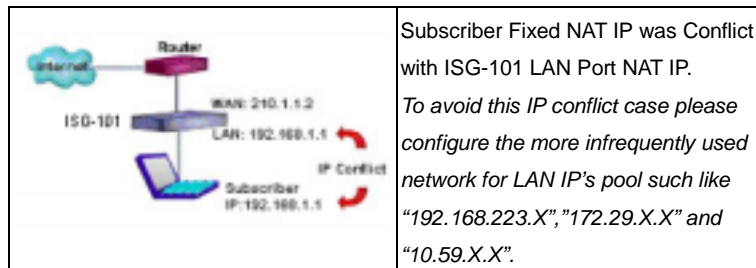 Router
Internet
WAN: 210.1.1.2
ISG-101
LAN: 192.168.1.1
IP Conflict
Subscriber
IP:192.168.1.1
Subscriber Fixed NAT IP was Conflict
with ISG-101 LAN Port NAT IP.
To avoid this IP conflict case please
configure the more infrequently used
network for LAN IP’s pool such like
“192.168.223.X”,”172.29.X.X” and
“10.59.X.X”.